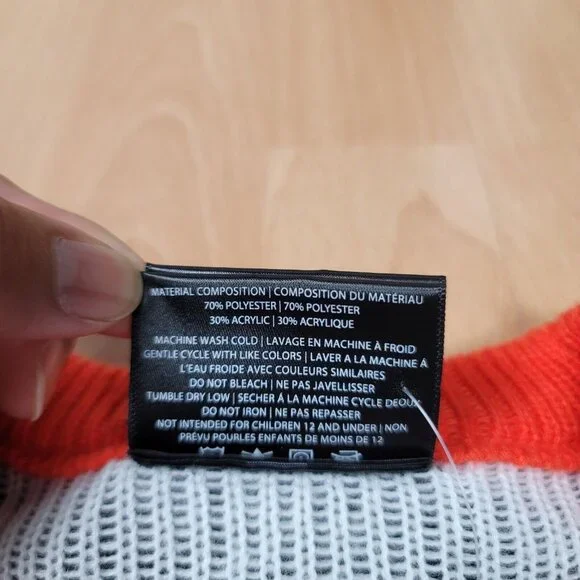 MATERIAL COMPOSITION | COMPOSITION DU MATÉRIAU
70% POLYESTER | 70% POLYESTER
30% ACRYLIC | 30% ACRYLIQUE
MACHINE WASH COLD | LAVAGE EN MACHINE À FROID
GENTLE CYCLE WITH LIKE COLORS | LAVER A LA MACHINE Á
L'EAU FROIDE AVEC COULEURS SIMILAIRES
DO NOT BLEACH | NE PAS JAVELLISER
TUMBLE DRY LOW | SECHER Á LA MACHINE CYCLE DEOUX
DO NOT IRON | NE PAS REPASSER
NOT INTENDED FOR CHILDREN 12 AND UNDER | NON
PRÉVU POURLES ENFANTS DE MOINS DE 12